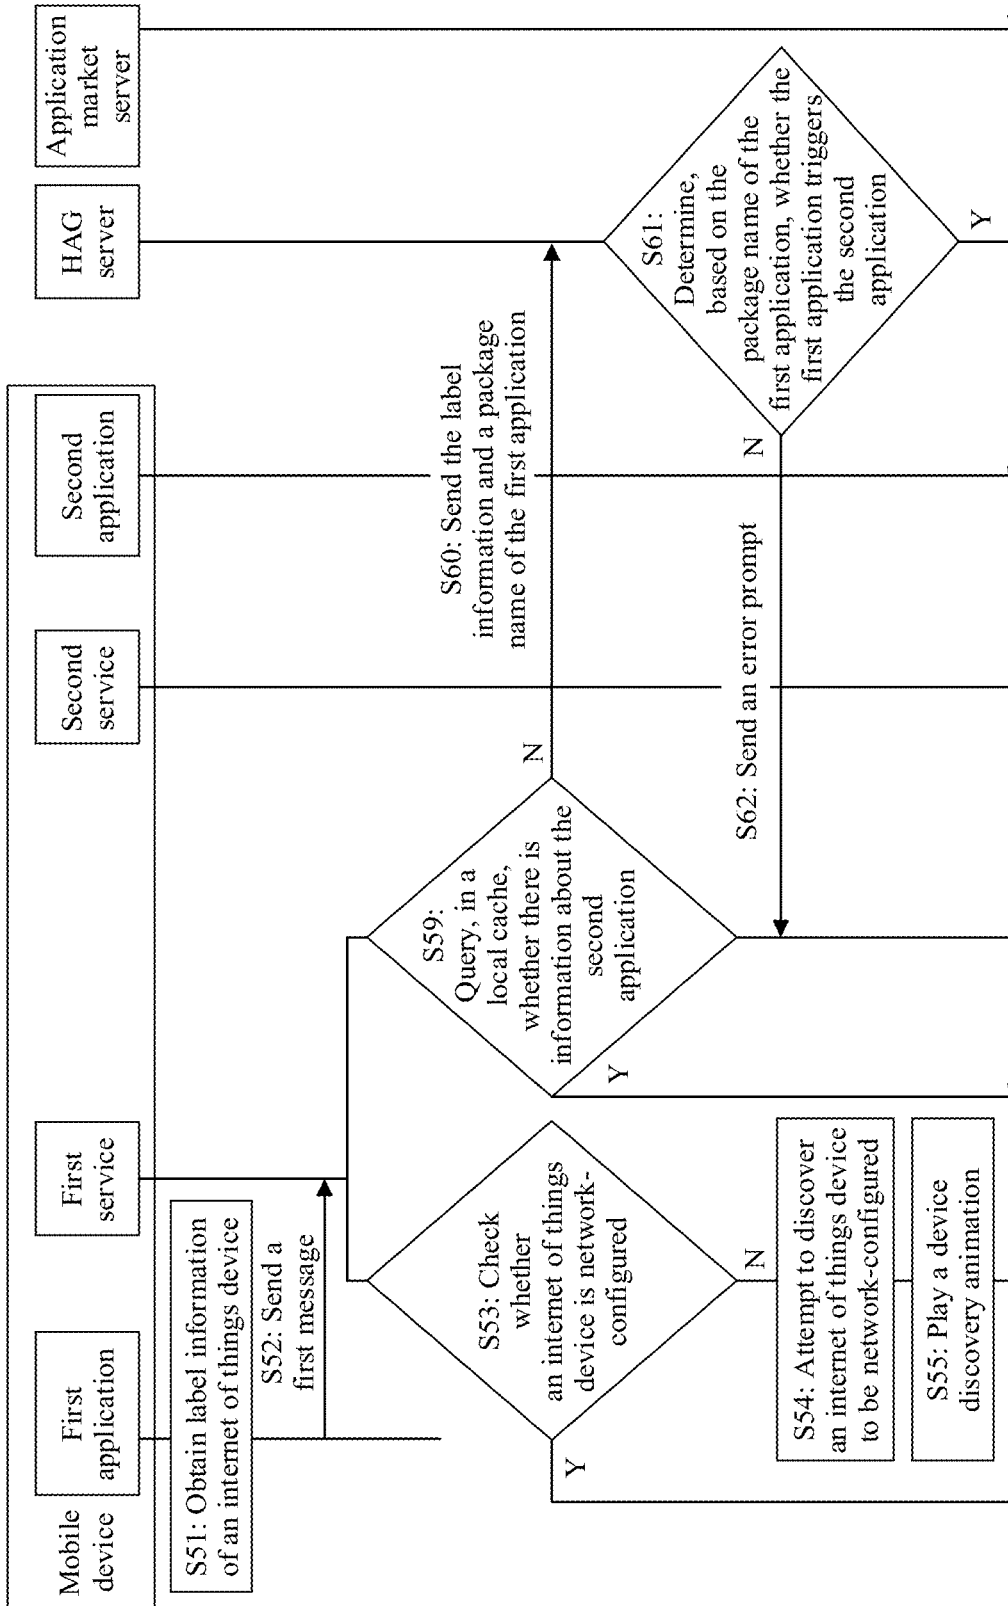 Mobile
device
First
application
First
service
Second
service
Second
application
HAG
server
Application
market
server
S51: Obtain label information
of an internet of things device
S52: Send a
first message
S53: Check
whether
an internet of things
device is network-
configured
Y
N
S54: Attempt to discover
an internet of things device
to be network-configured
S55: Play a device
discovery animation
S59:
Query, in a
local cache,
whether there is
information about the
second
application
Y
N
S60: Send the label
information and a package
name of the first application
S61:
Determine,
based on the
package name of the
first application, whether the
first application triggers
the second
application
N
Y
S62: Send an error prompt